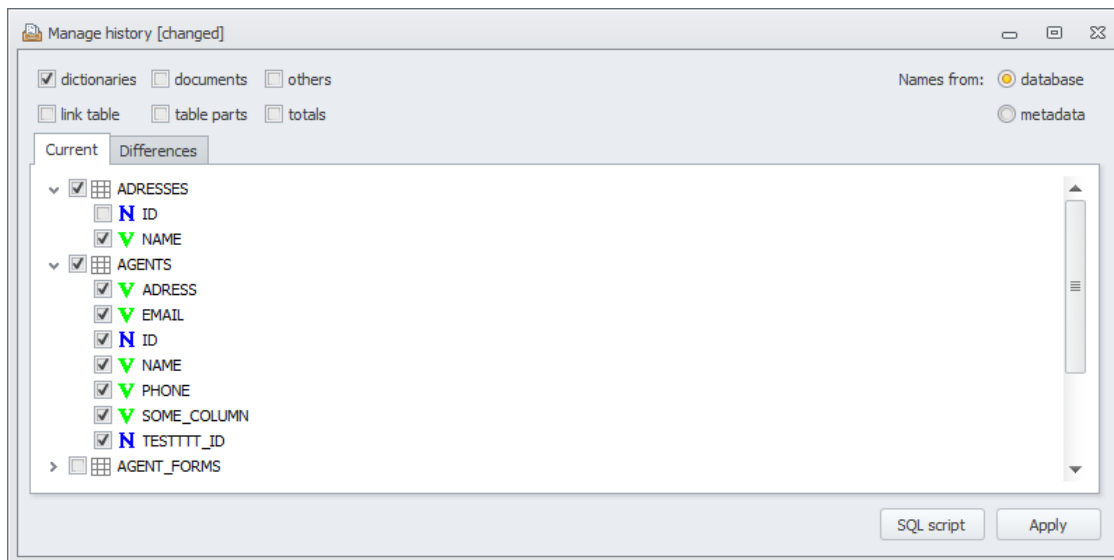 Manage history [changed]
dictionaries documents others Names from: database
link table table parts totals metadata
Current Differences
ADRESSES
N ID
V NAME
AGENTS
V ADRESS
V EMAIL
N ID
V NAME
V PHONE
V SOME_COLUMN
N TESTTTT_ID
AGENT_FORMS
SQL script Apply